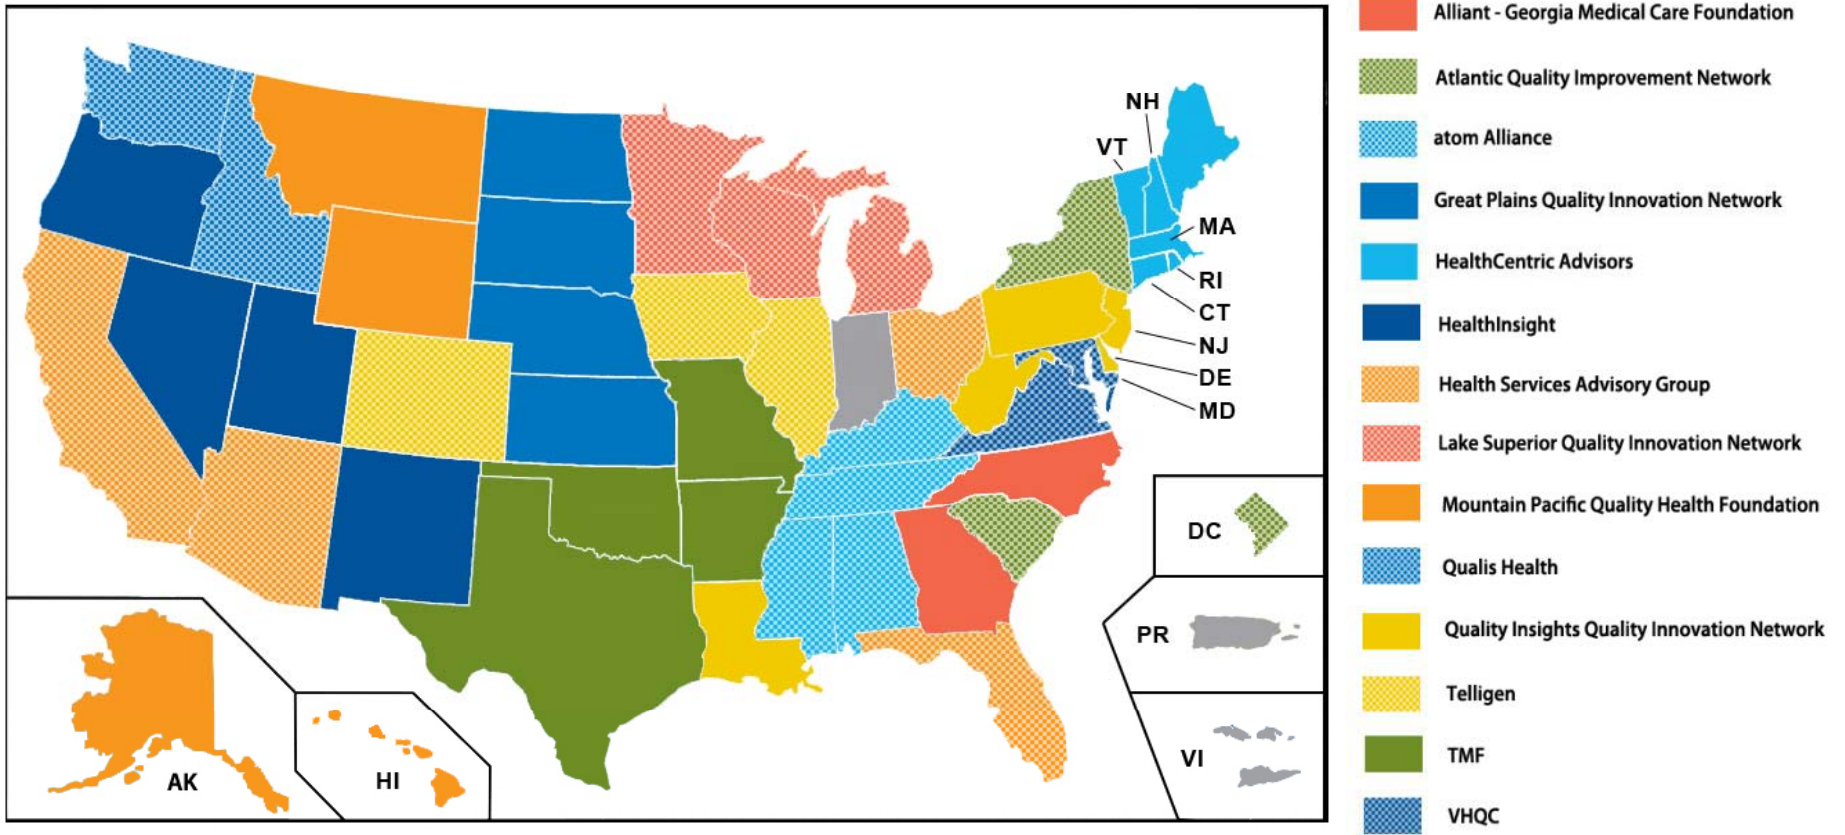 NH
VT
MA
RI
CT
NJ
DE
MD
DC
PR
VI
AK
HI
Alliant - Georgia Medical Care Foundation
Atlantic Quality Improvement Network
atom Alliance
Great Plains Quality Innovation Network
HealthCentric Advisors
HealthInsight
Health Services Advisory Group
Lake Superior Quality Innovation Network
Mountain Pacific Quality Health Foundation
Qualis Health
Quality Insights Quality Innovation Network
Telligen
TMF
VHQC